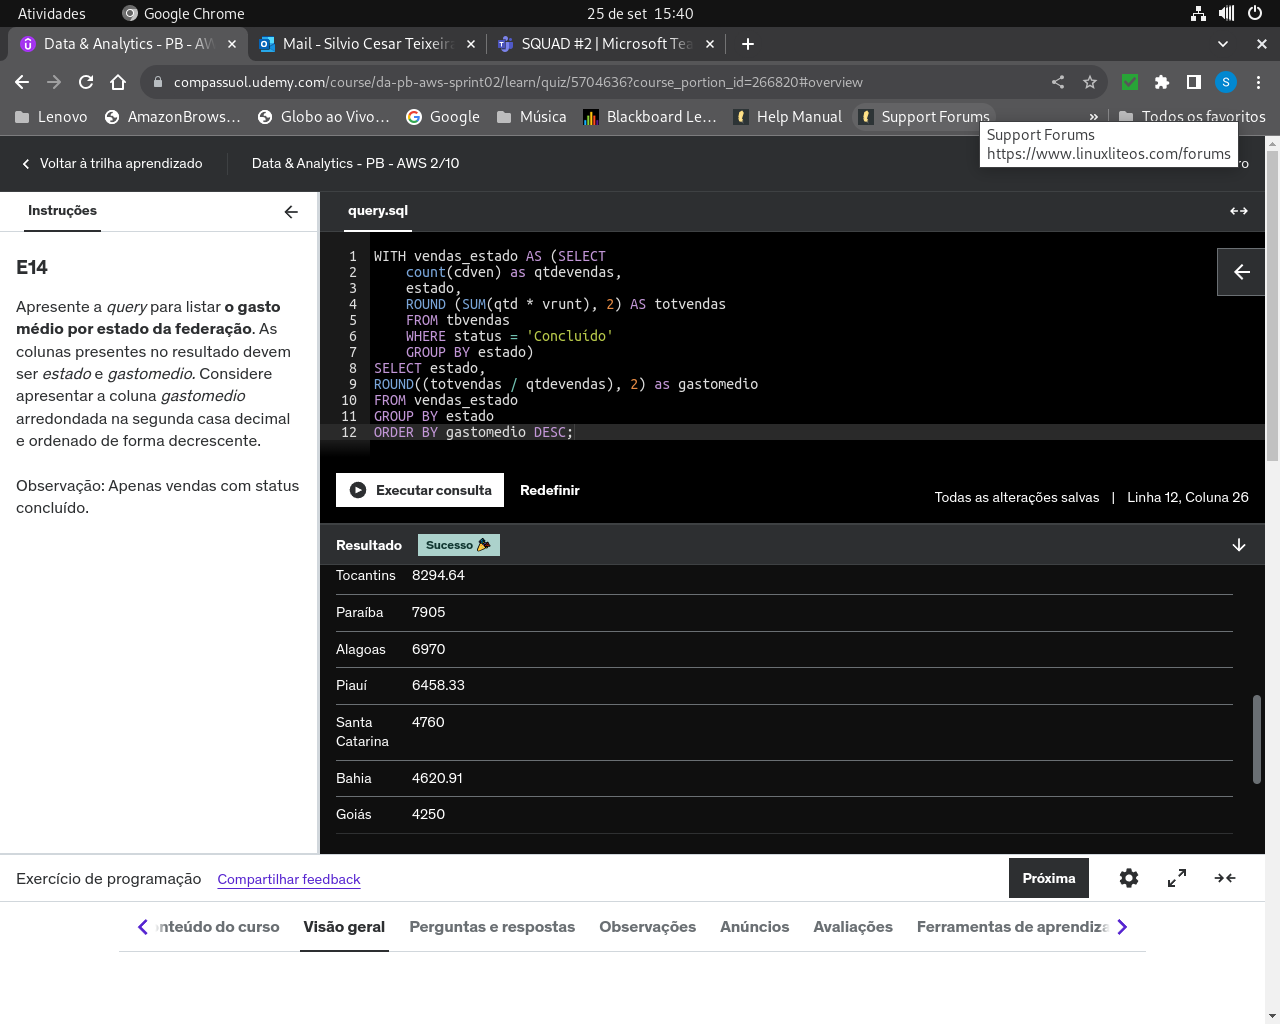 Atividades
Google Chrome
25 de set 15:40
Data & Analytics - PB - AW
Mail - Silvio Cesar Teixeira
SQUAD #2 | Microsoft Tea
compassuol.udemy.com/course/da-pb-aws-sprint02/learn/quiz/5704636?course_portion_id=266820#overview
S
Lenovo
AmazonBrows...
Globo ao Vivo...
Google
Música
Blackboard Le...
Help Manual
Support Forums
»
Todos os favoritos
Support Forums
https://www.linuxliteos.com/forums
Voltar à trilha aprendizado
Data & Analytics - PB - AWS 2/10
ro
Instruções
query.sql
E14
Apresente a query para listar o gasto
médio por estado da federação. As
colunas presentes no resultado devem
ser estado e gastomedio. Considere
apresentar a coluna gastomedio
arredondada na segunda casa decimal
e ordenado de forma decrescente.
Observação: Apenas vendas com status
concluído.
1 WITH vendas_estado AS (SELECT
2 count(cdven) as qtdevendas,
3 estado,
4 ROUND (SUM(qtd * vrunt), 2) AS totvendas
5 FROM tbvendas
6 WHERE status = 'Concluído'
7 GROUP BY estado)
8 SELECT estado,
9 ROUND((totvendas / qtdevendas), 2) as gastomedio
10 FROM vendas_estado
11 GROUP BY estado
12 ORDER BY gastomedio DESC;
Executar consulta
Redefinir
Todas as alterações salvas | Linha 12, Coluna 26
Resultado
Sucesso
Tocantins 8294.64
Paraíba 7905
Alagoas 6970
Piauí 6458.33
Santa Catarina 4760
Bahia 4620.91
Goiás 4250
Exercício de programação
Compartilhar feedback
Próxima
nteúdo do curso
Visão geral
Perguntas e respostas
Observações
Anúncios
Avaliações
Ferramentas de aprendiza